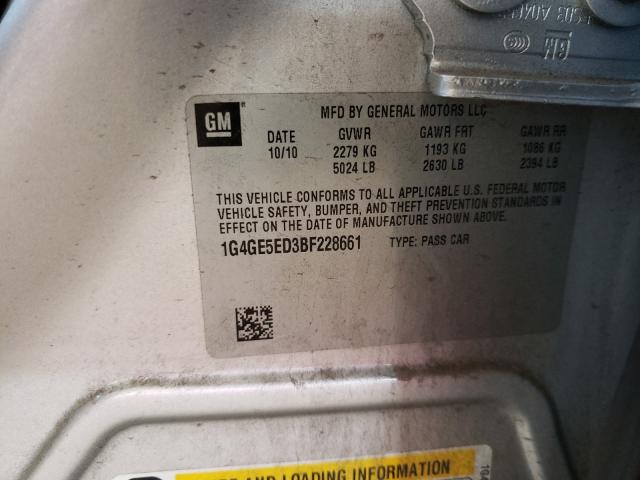 GM
MFD BY GENERAL MOTORS LLC
DATE GVWR GAWR FRT GAWR RR
10/10 2279 KG 1193 KG 1086 KG
5024 LB 2630 LB 2394 LB
THIS VEHICLE CONFORMS TO ALL APPLICABLE U.S. FEDERAL MOTOR
VEHICLE SAFETY, BUMPER, AND THEFT PREVENTION STANDARDS IN
EFFECT ON THE DATE OF MANUFACTURE SHOWN ABOVE.
1G4GE5ED3BF228661 TYPE: PASS CAR
AND LOADING INFORMATION